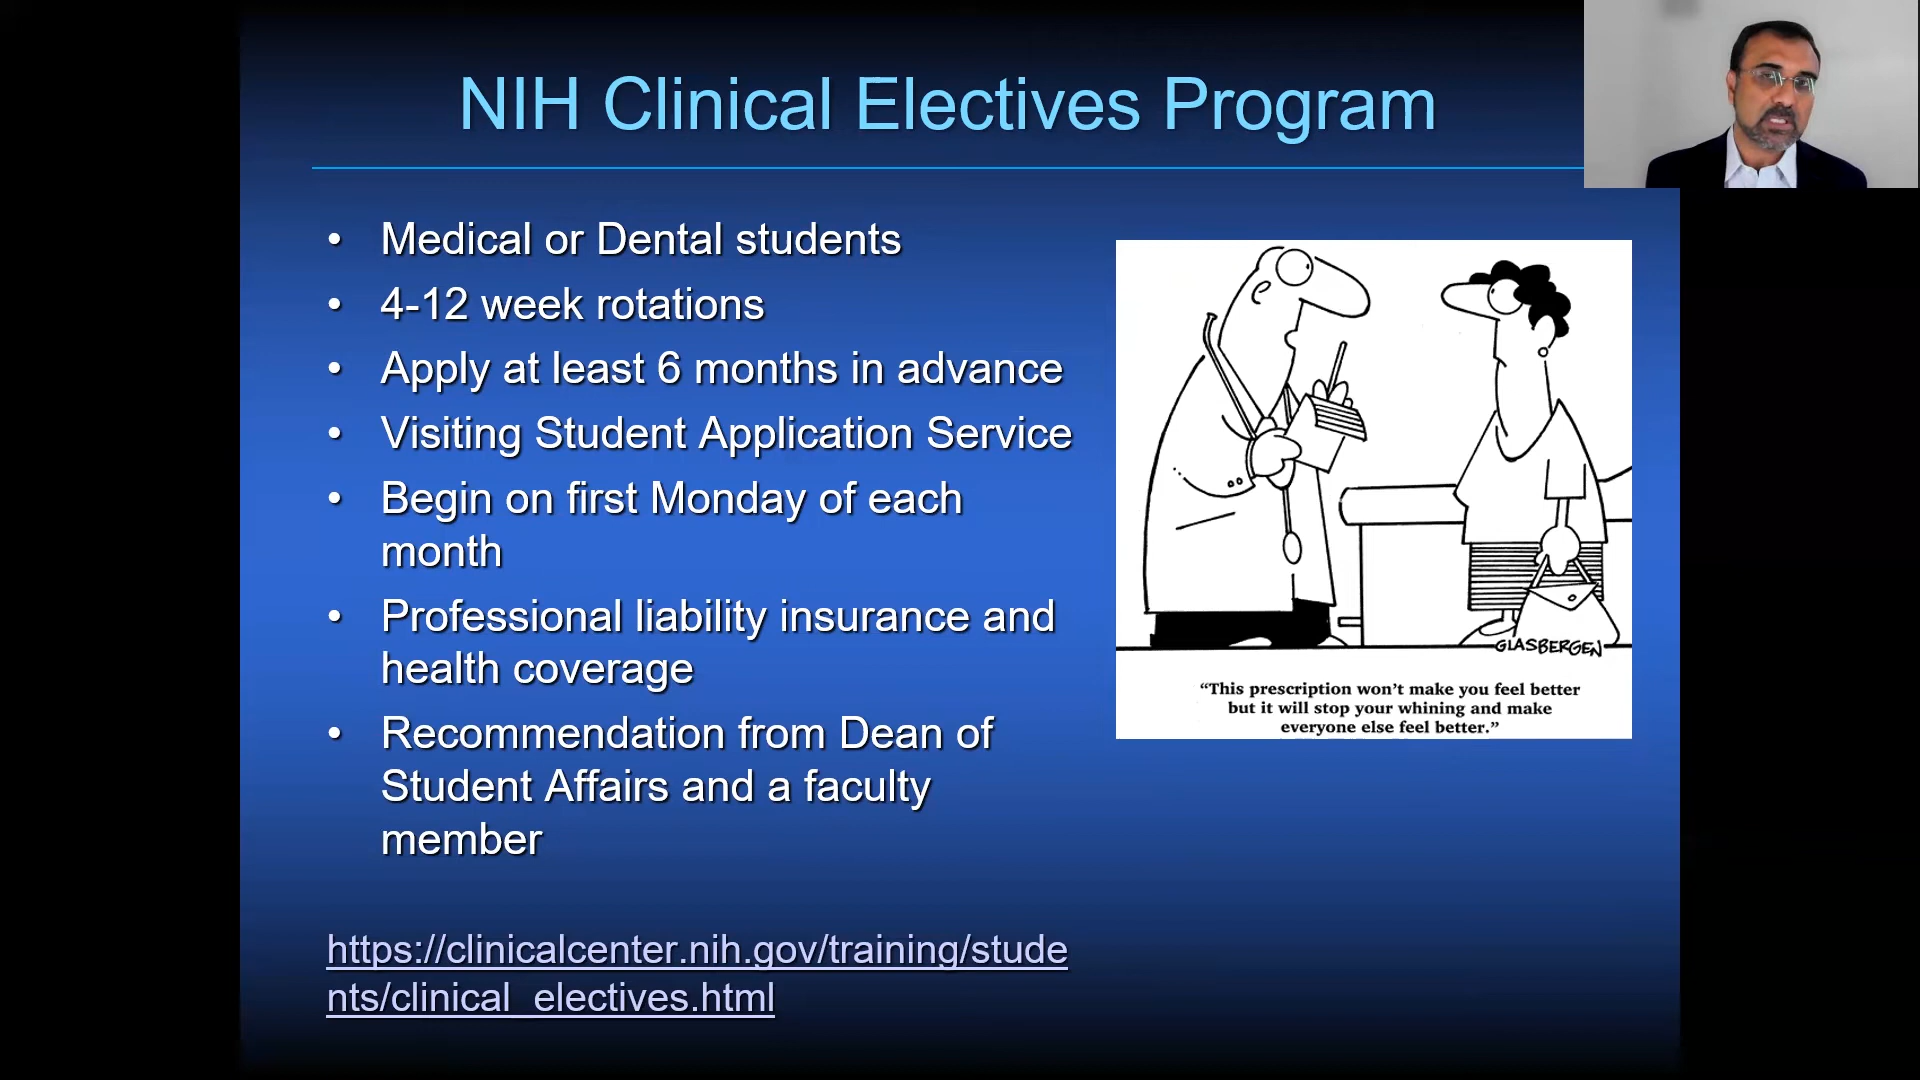 NIH Clinical Electives Program
• Medical or Dental students
• 4-12 week rotations
• Apply at least 6 months in advance
• Visiting Student Application Service
• Begin on first Monday of each
month
• Professional liability insurance and
health coverage
• Recommendation from Dean of
Student Affairs and a faculty
member
https://clinicalcenter.nih.gov/training/stude
nts/clinical_electives.html
GLASBERGEN
“This prescription won’t make you feel better
but it will stop your whining and make
everyone else feel better.”